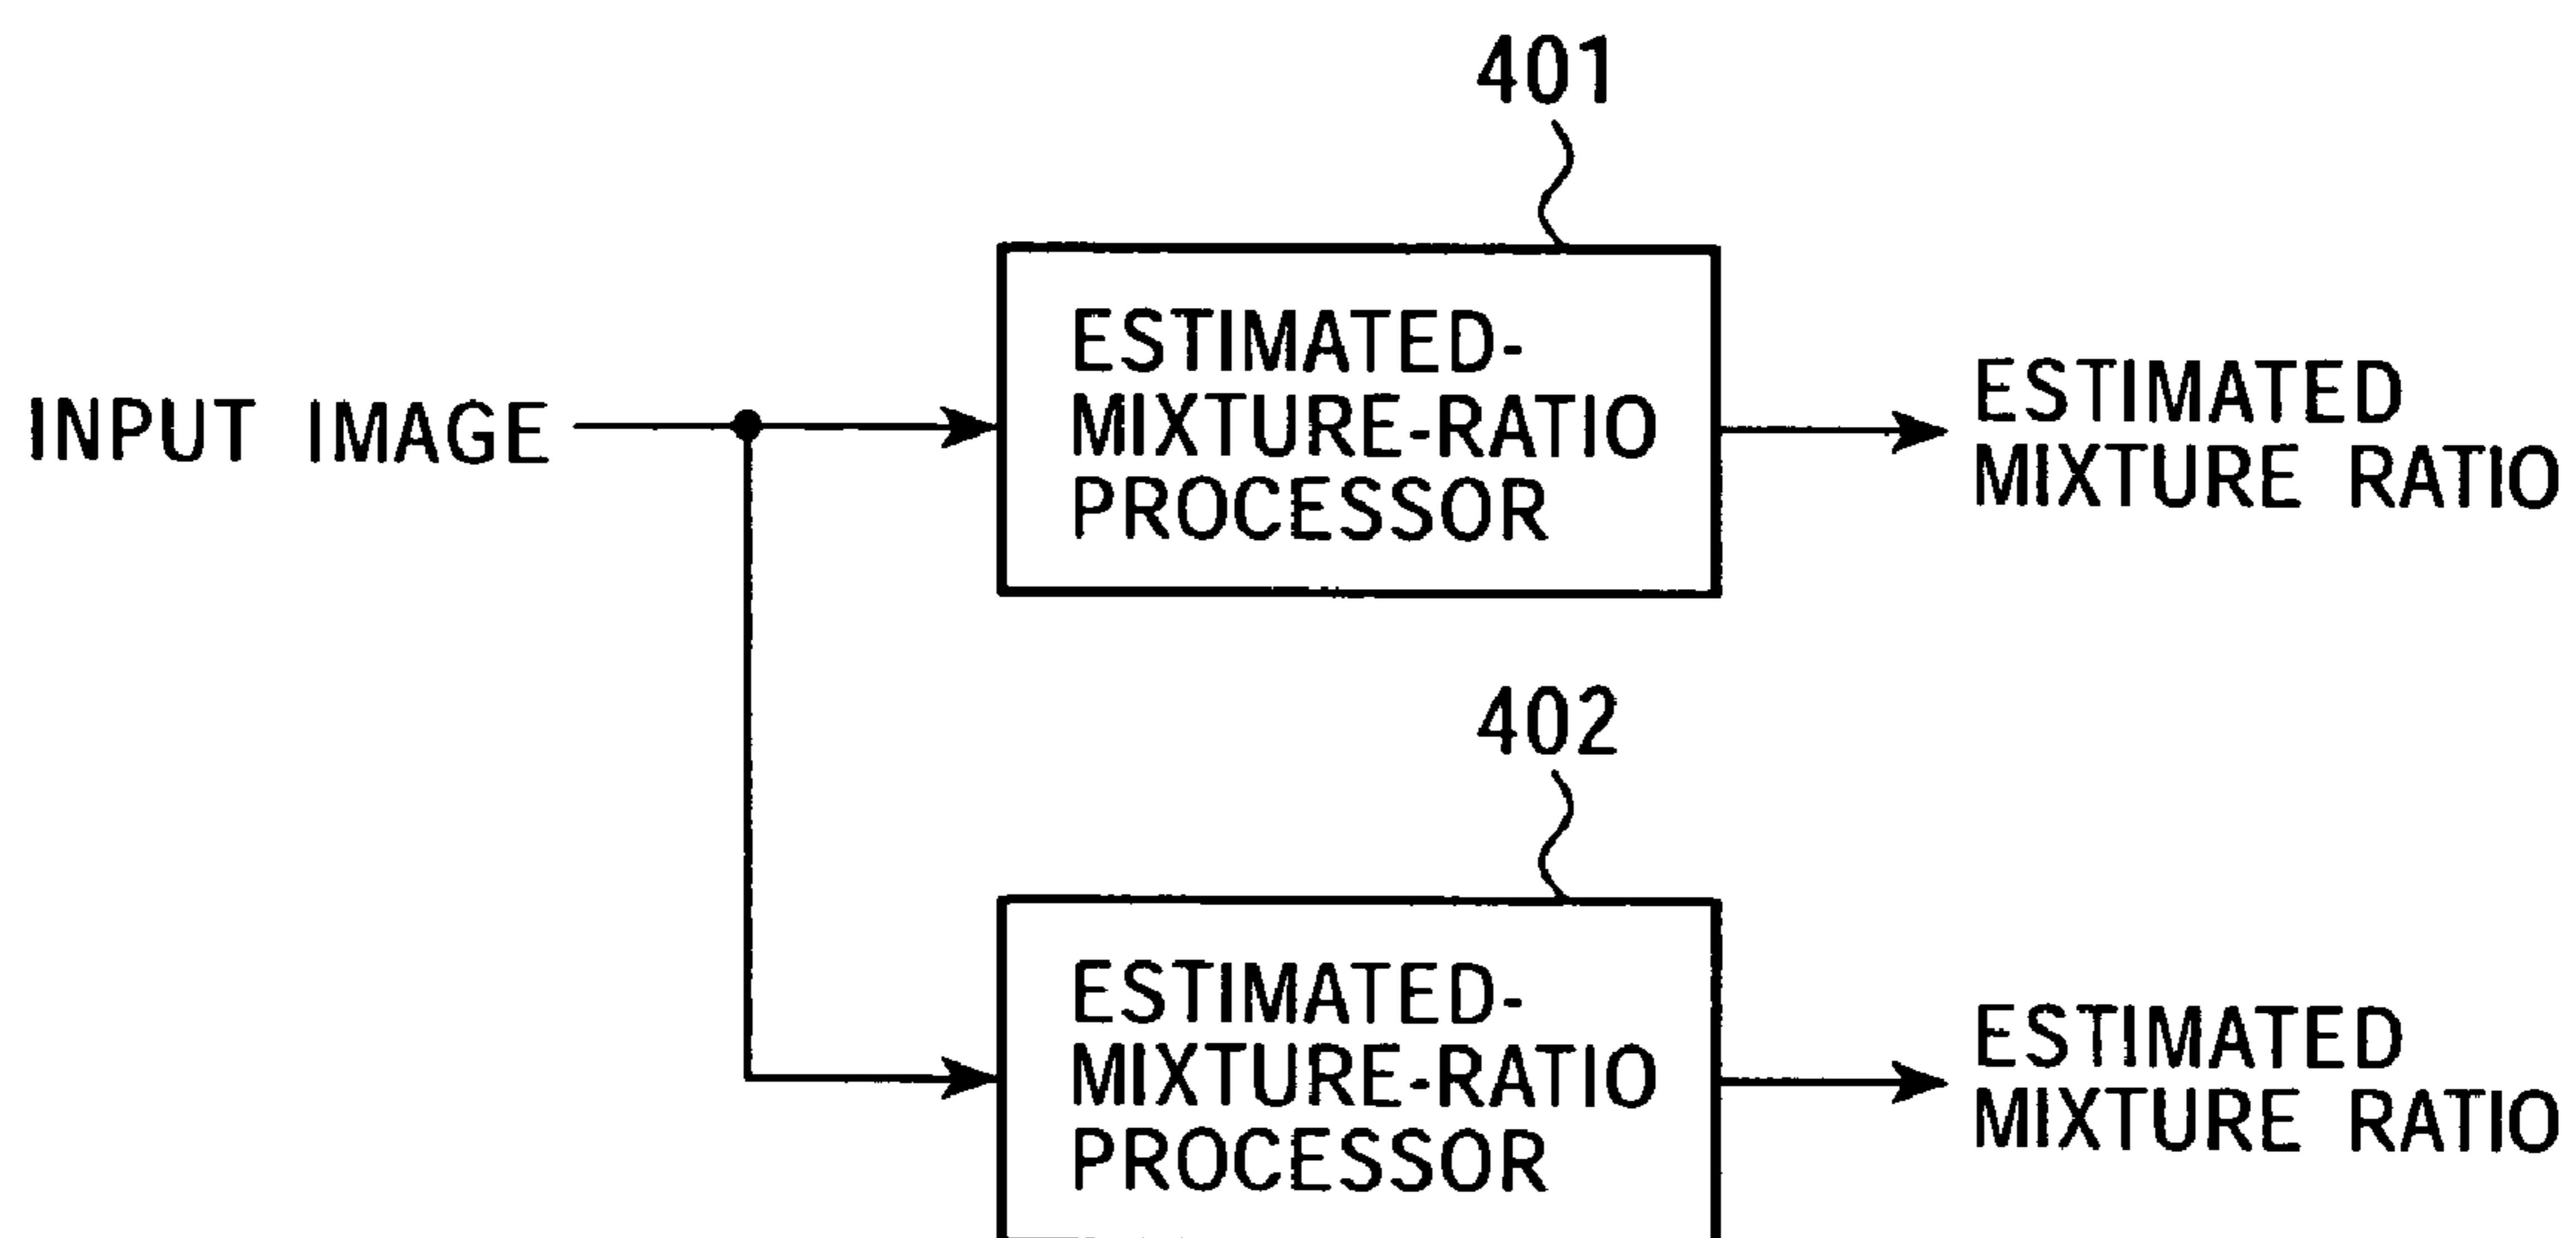 401
INPUT IMAGE
ESTIMATED-
MIXTURE-RATIO
PROCESSOR
ESTIMATED
MIXTURE RATIO
402
ESTIMATED-
MIXTURE-RATIO
PROCESSOR
ESTIMATED
MIXTURE RATIO